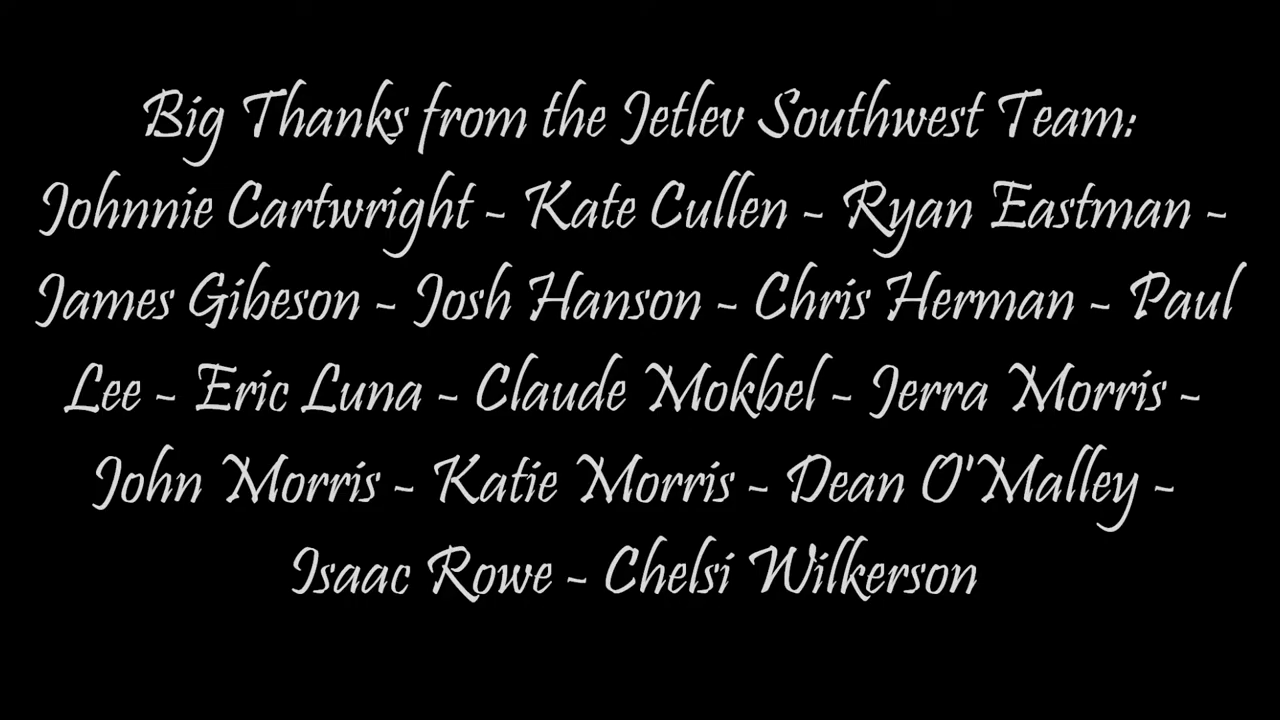 Big Thanks from the Jetlev Southwest Team:
Johnnie Cartwright - Kate Cullen - Ryan Eastman -
James Gibeson - Josh Hanson - Chris Herman - Paul
Lee - Eric Luna - Claude Mokbel - Jerra Morris -
John Morris - Katie Morris - Dean O'Malley -
Isaac Rowe - Chelsi Wilkerson